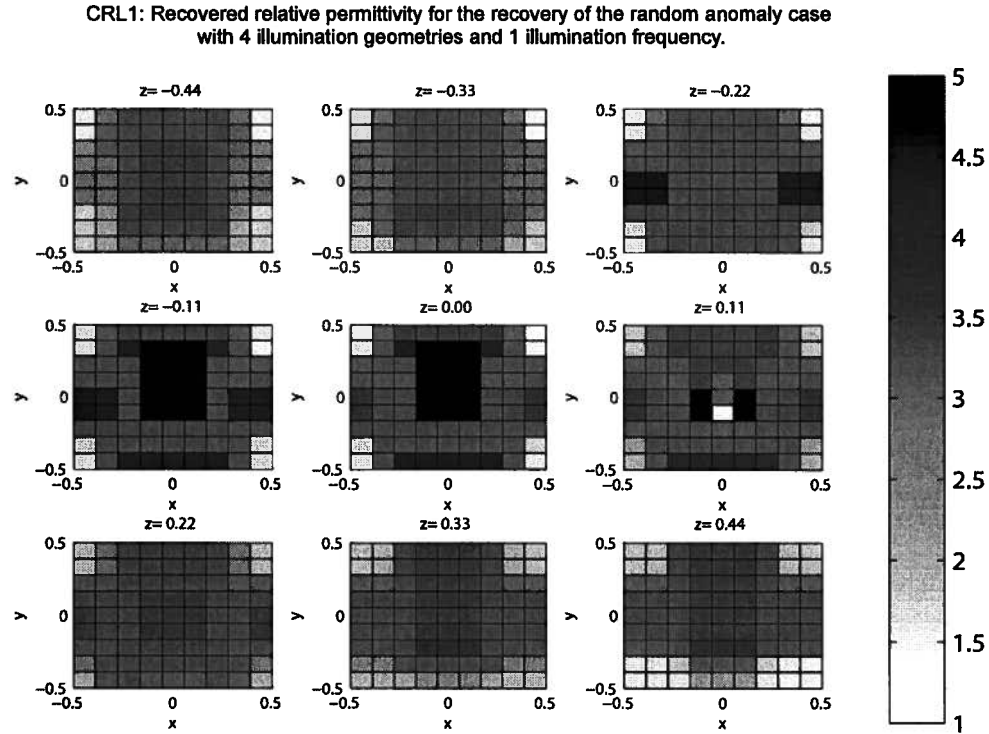 CRL1: Recovered relative permittivity for the recovery of the random anomaly case
with 4 illumination geometries and 1 illumination frequency.
z= −0.44
z= −0.33
z= −0.22
0.5
0
−0.5
y
−0.5 0 0.5
x
0.5
0
−0.5
y
−0.5 0 0.5
x
0.5
0
−0.5
y
−0.5 0 0.5
x
z= −0.11
z= 0.00
z= 0.11
0.5
0
−0.5
y
−0.5 0 0.5
x
0.5
0
−0.5
y
−0.5 0 0.5
x
0.5
0
−0.5
y
−0.5 0 0.5
x
z= 0.22
z= 0.33
z= 0.44
0.5
0
−0.5
y
−0.5 0 0.5
x
0.5
0
−0.5
y
−0.5 0 0.5
x
0.5
0
−0.5
y
−0.5 0 0.5
x
5
4.5
4
3.5
3
2.5
2
1.5
1